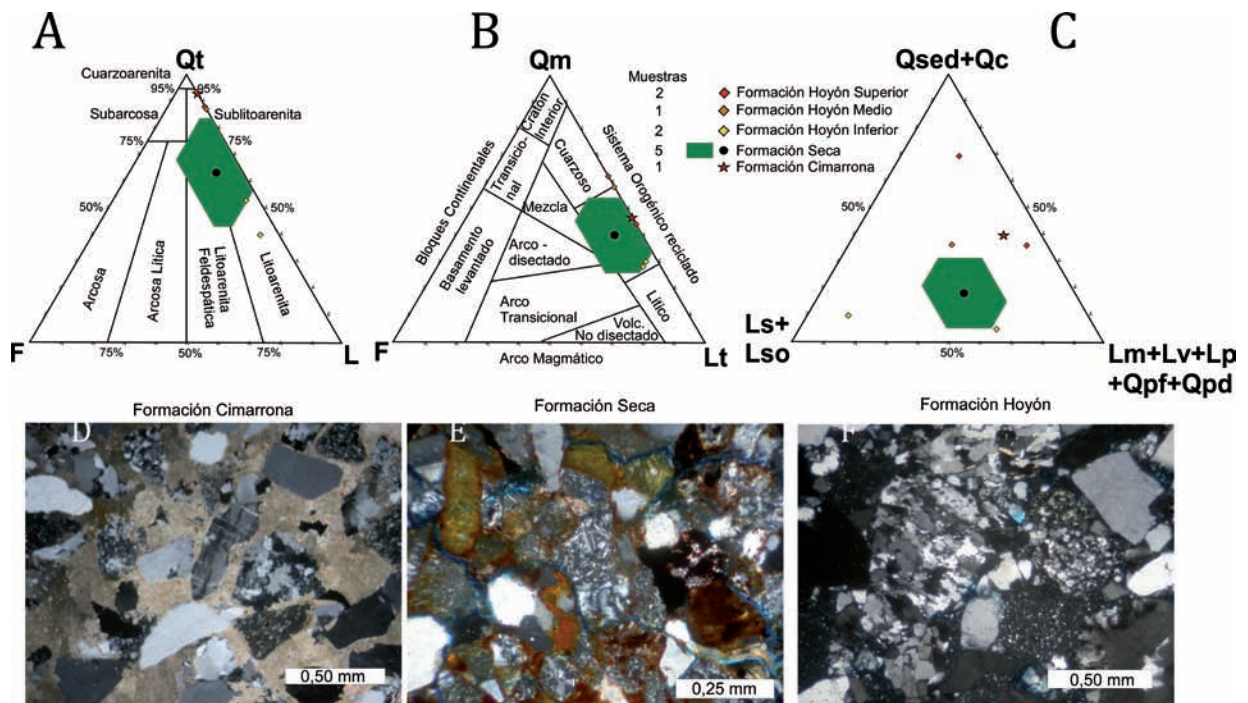 A
Qt
Cuarzoarenita
95%
95%
Subarcosa
Sublitoarenita
75%
75%
50%
50%
Arcosa
Arcosa Lítica
Litoarenita Feldespática
Litoarenita
F
75%
50%
75%
L
B
Qm
Cratón Interior
Transicio-
nal
Cuarzoso
Mezcla
Bloques Continentales
Sistema Orogénico reciclado
Basamento levantado
Arco -
disectado
Arco
Transicional
Lítico
Volc.
No disectado
F
Lt
Arco Magmático
Muestras
2
Formación Hoyón Superior
1
Formación Hoyón Medio
2
Formación Hoyón Inferior
5
Formación Seca
1
Formación Cimarrona
C
Qsed+Qc
50%
50%
Ls+
Lso
50%
Lm+Lv+Lp
+Qpf+Qpd
Formación Cimarrona
Formación Seca
Formación Hoyón
D
E
F
0,50 mm
0,25 mm
0,50 mm